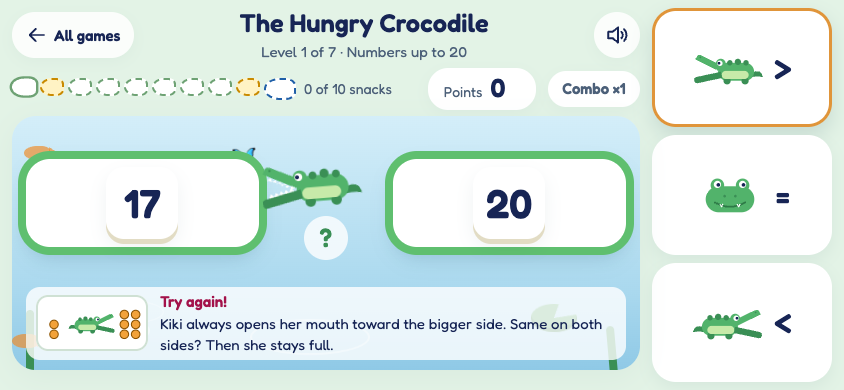 All games
The Hungry Crocodile
Level 1 of 7 · Numbers up to 20
0 of 10 snacks
Points 0
Combo ×1
17
?
20
Try again!
Kiki always opens her mouth toward the bigger side. Same on both
sides? Then she stays full.
>
=
<